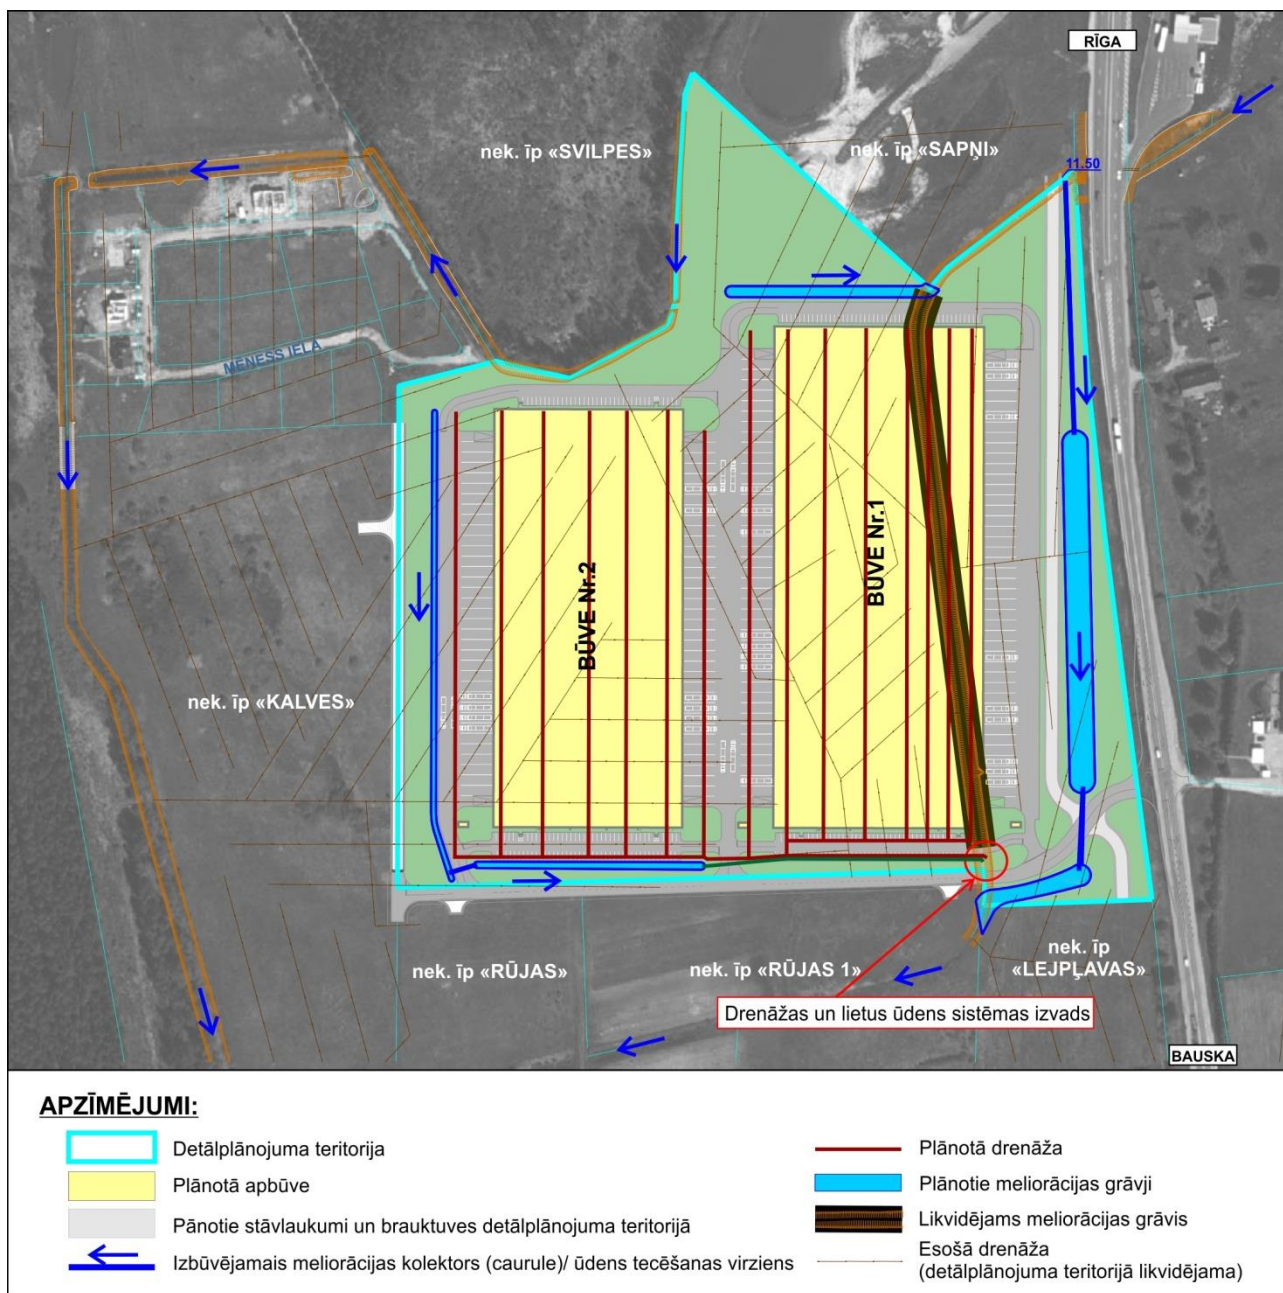 RĪGA
nek. īp «SVILPES»
nek. īp «SAPŅI»
11.50
MĒNESS IELA
BŪVE Nr.1
BŪVE Nr.2
nek. īp «KALVES»
nek. īp «RŪJAS»
nek. īp «RŪJAS 1»
nek. īp
«LEJPĻAVAS»
Drenāžas un lietus ūdens sistēmas izvads
BAUSKA
APZĪMĒJUMI:
Detālplānojuma teritorija
Plānotā apbūve
Pānotie stāvlaukumi un brauktuves detālplānojuma teritorijā
Izbūvējamais meliorācijas kolektors (caurule)/ ūdens tecēšanas virziens
Plānotā drenāža
Plānotie meliorācijas grāvji
Likvidējams meliorācijas grāvis
Esošā drenāža
(detālplānojuma teritorijā likvidējama)